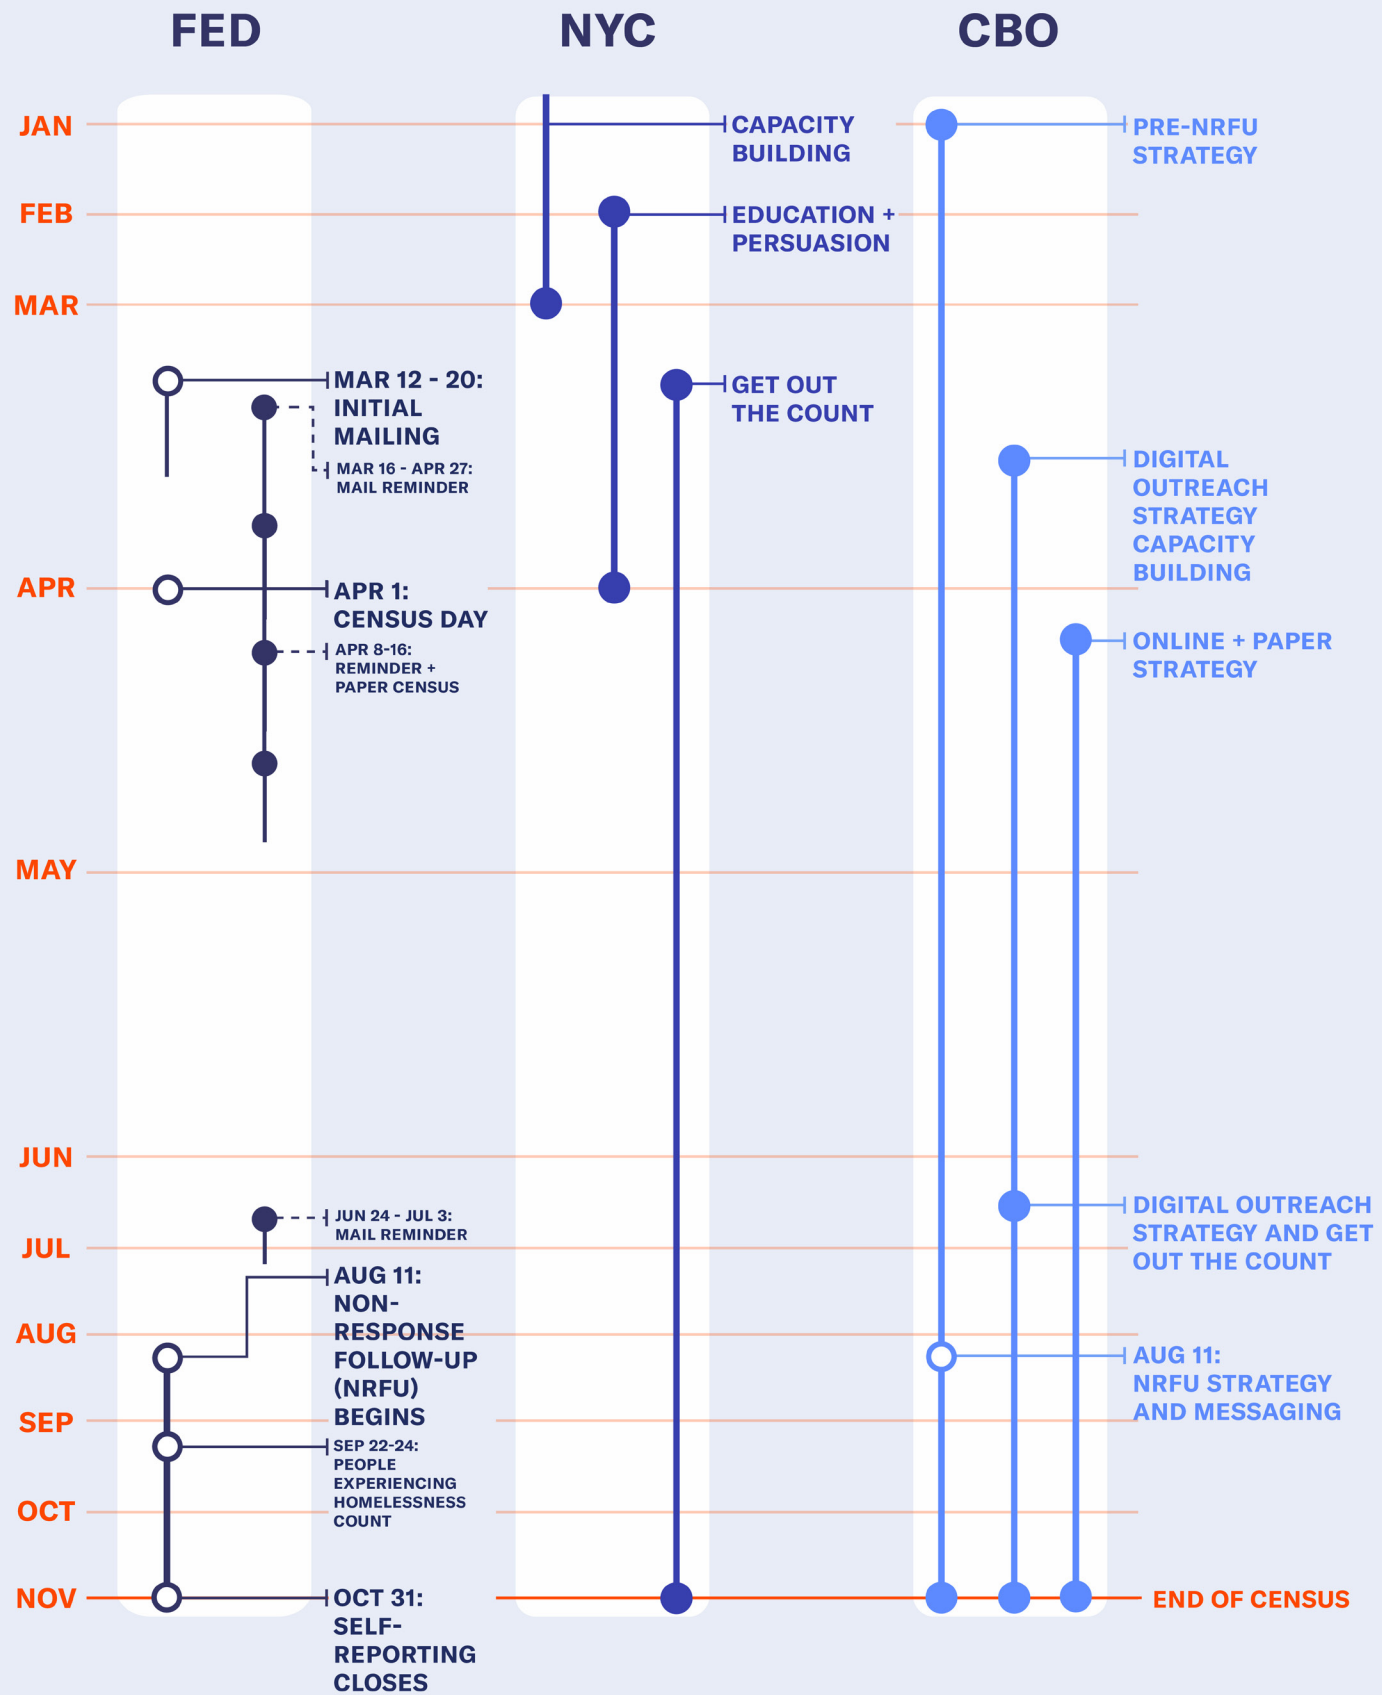 FED
NYC
CBO
JAN
CAPACITY
BUILDING
PRE-NRFU
STRATEGY
FEB
EDUCATION +
PERSUASION
MAR
MAR 12 - 20:
INITIAL
MAILING
MAR 16 - APR 27:
MAIL REMINDER
GET OUT
THE COUNT
DIGITAL
OUTREACH
STRATEGY
CAPACITY
BUILDING
APR
APR 1:
CENSUS DAY
APR 8-16:
REMINDER +
PAPER CENSUS
ONLINE + PAPER
STRATEGY
MAY
JUN
JUN 24 - JUL 3:
MAIL REMINDER
DIGITAL OUTREACH
STRATEGY AND GET
OUT THE COUNT
JUL
AUG 11:
NON-
RESPONSE
FOLLOW-UP
(NRFU)
BEGINS
AUG
AUG 11:
NRFU STRATEGY
AND MESSAGING
SEP
SEP 22-24:
PEOPLE
EXPERIENCING
HOMELESSNESS
COUNT
OCT
NOV
OCT 31:
SELF-
REPORTING
CLOSES
END OF CENSUS